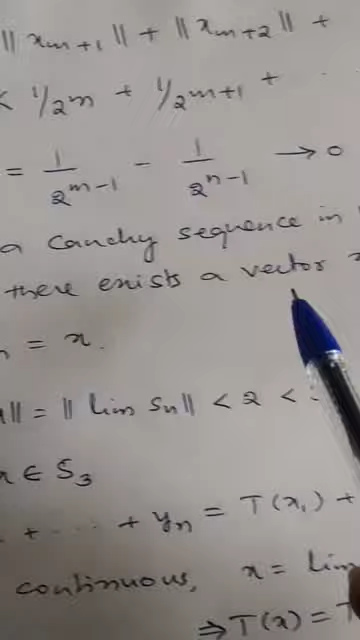 ‖x_{m+1}‖ + ‖x_{m+2}‖ +
< 1/2^m + 1/2^{m+1} + ·
= 1/2^{m-1} - 1/2^{n-1} → 0
a Cauchy sequence in
there exists a vector
= x.
‖ = ‖ lim Sn ‖ < 2 <
∈ S_3
+ ... + y_n = T(x_1) +
continuous, x = lim
⇒ T(x) =